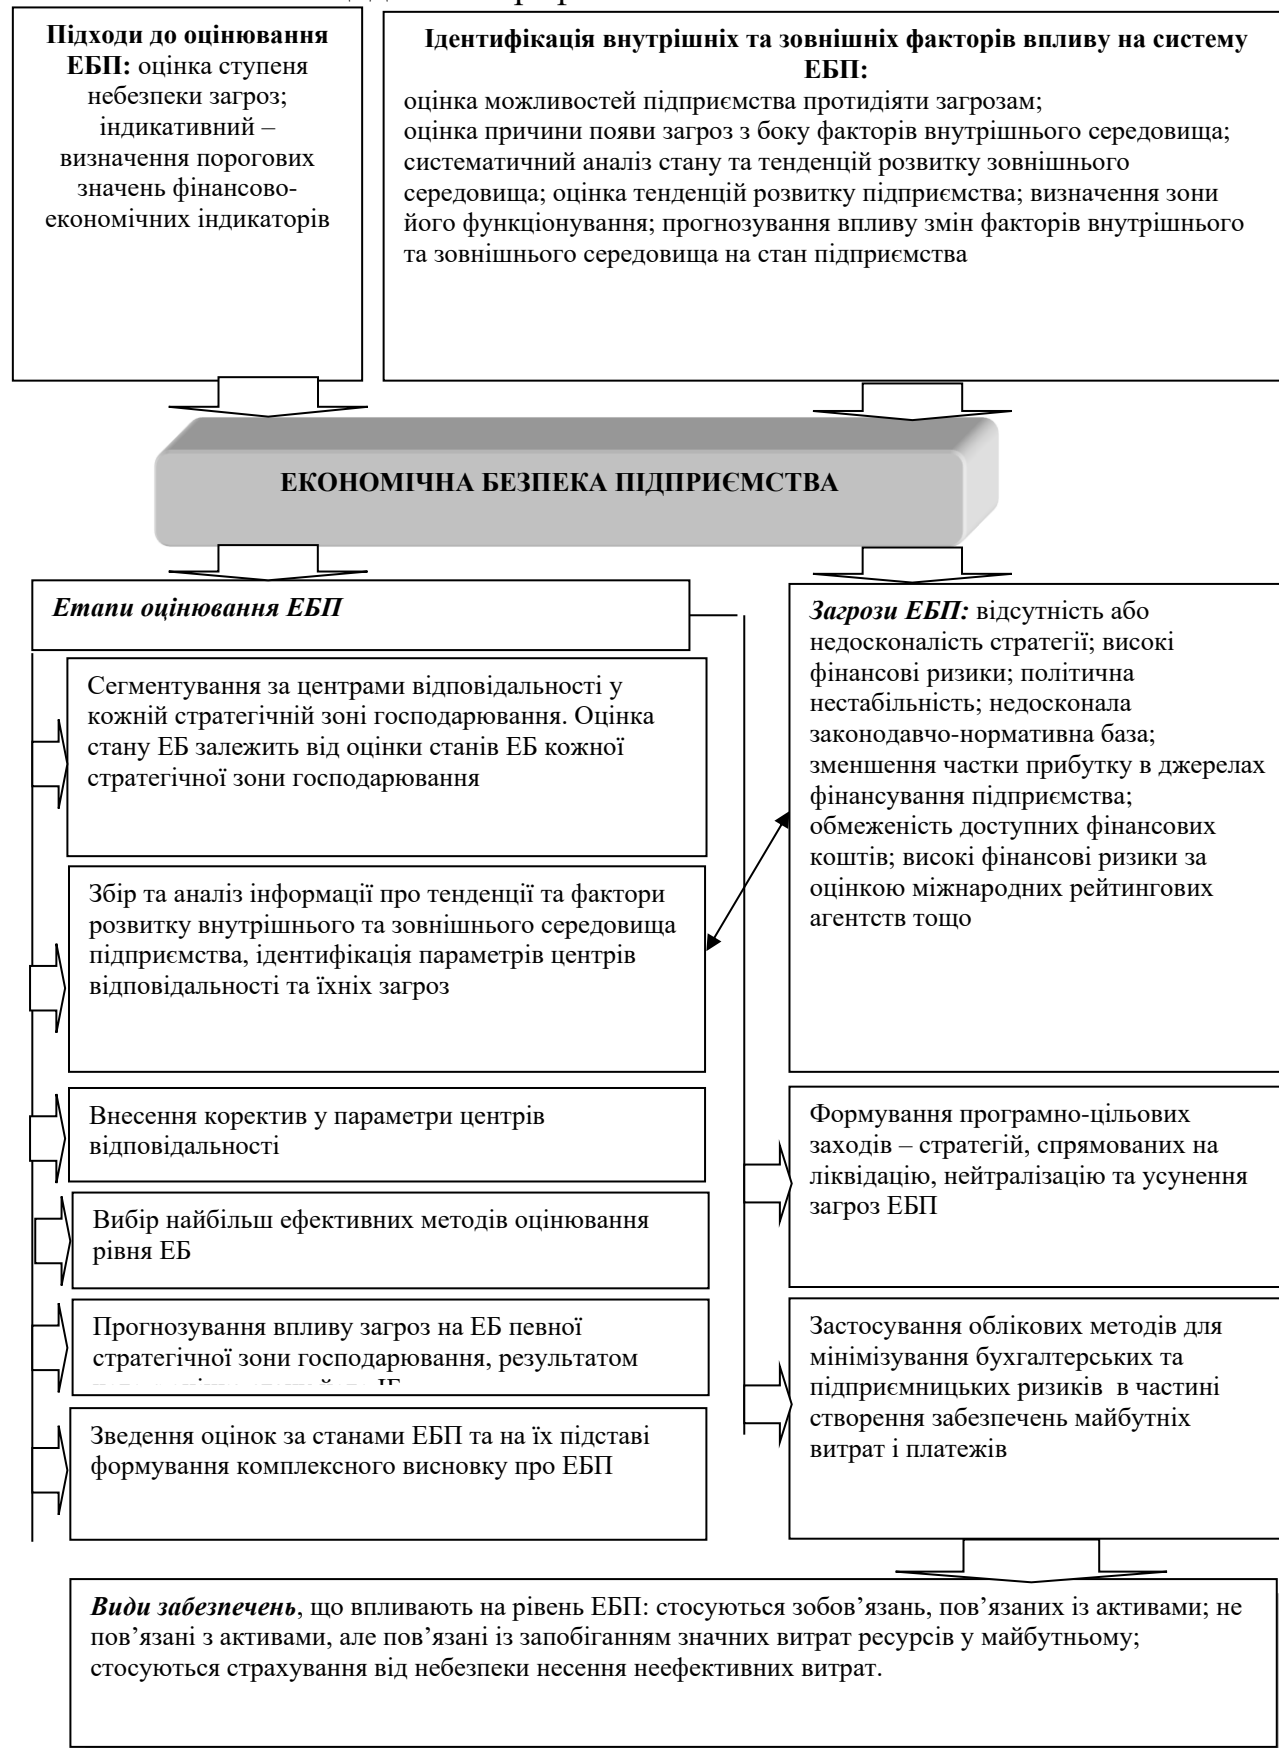 Підходи до оцінювання
ЕБП: оцінка ступеня
небезпеки загроз;
індикативний –
визначення порогових
значень фінансово-
економічних індикаторів
Ідентифікація внутрішніх та зовнішніх факторів впливу на систему
ЕБП:
оцінка можливостей підприємства протидіяти загрозам;
оцінка причини появи загроз з боку факторів внутрішнього середовища;
систематичний аналіз стану та тенденцій розвитку зовнішнього
середовища; оцінка тенденцій розвитку підприємства; визначення зони
його функціонування; прогнозування впливу змін факторів внутрішнього
та зовнішнього середовища на стан підприємства
ЕКОНОМІЧНА БЕЗПЕКА ПІДПРИЄМСТВА
Етапи оцінювання ЕБП
Сегментування за центрами відповідальності у
кожній стратегічній зоні господарювання. Оцінка
стану ЕБ залежить від оцінки станів ЕБ кожної
стратегічної зони господарювання
Збір та аналіз інформації про тенденції та фактори
розвитку внутрішнього та зовнішнього середовища
підприємства, ідентифікація параметрів центрів
відповідальності та їхніх загроз
Внесення коректив у параметри центрів
відповідальності
Вибір найбільш ефективних методів оцінювання
рівня ЕБ
Прогнозування впливу загроз на ЕБ певної
стратегічної зони господарювання, результатом
Зведення оцінок за станами ЕБП та на їх підставі
формування комплексного висновку про ЕБП
Загрози ЕБП: відсутність або
недосконалість стратегії; високі
фінансові ризики; політична
нестабільність; недосконала
законодавчо-нормативна база;
зменшення частки прибутку в джерелах
фінансування підприємства;
обмеженість доступних фінансових
коштів; високі фінансові ризики за
оцінкою міжнародних рейтингових
агентств тощо
Формування програмно-цільових
заходів – стратегій, спрямованих на
ліквідацію, нейтралізацію та усунення
загроз ЕБП
Застосування облікових методів для
мінімізування бухгалтерських та
підприємницьких ризиків в частині
створення забезпечень майбутніх
витрат і платежів
Види забезпечень, що впливають на рівень ЕБП: стосуються зобов’язань, пов’язаних із активами; не
пов’язані з активами, але пов’язані із запобіганням значних витрат ресурсів у майбутньому;
стосуються страхування від небезпеки несення неефективних витрат.